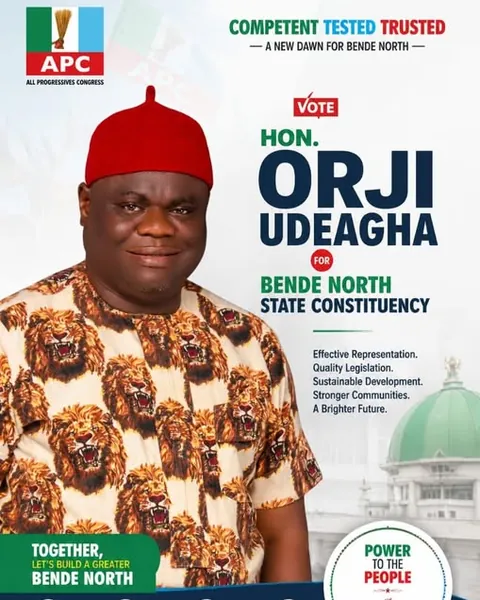 APC
ALL PROGRESSIVES CONGRESS
COMPETENT TESTED TRUSTED
— A NEW DAWN FOR BENDE NORTH —
VOTE
HON.
ORJI
UDEAGHA
FOR
BENDE NORTH
STATE CONSTITUENCY
Effective Representation.
Quality Legislation.
Sustainable Development.
Stronger Communities.
A Brighter Future.
TOGETHER,
LET'S BUILD A GREATER
BENDE NORTH
POWER
TO THE
PEOPLE